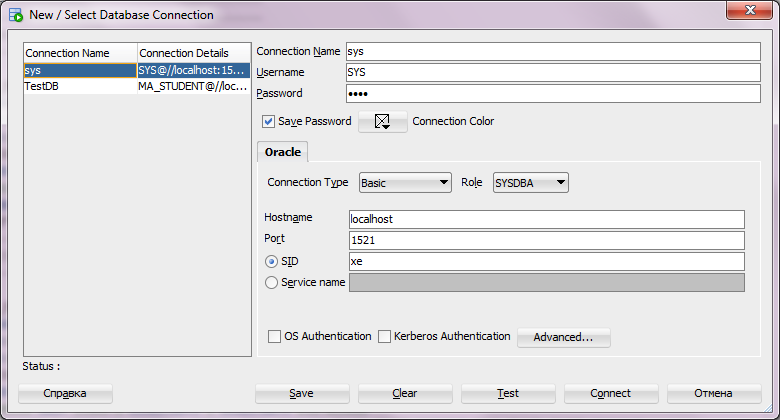 New / Select Database Connection
Connection Name Connection Details
sys SYS@//localhost:15...
TestDB MA_STUDENT@//loc...
Connection Name sys
Username SYS
Password ••••
Save Password Connection Color
Oracle
Connection Type Basic Role SYSDBA
Hostname localhost
Port 1521
SID xe
Service name
OS Authentication Kerberos Authentication Advanced...
Status :
Справка Save Clear Test Connect Отмена